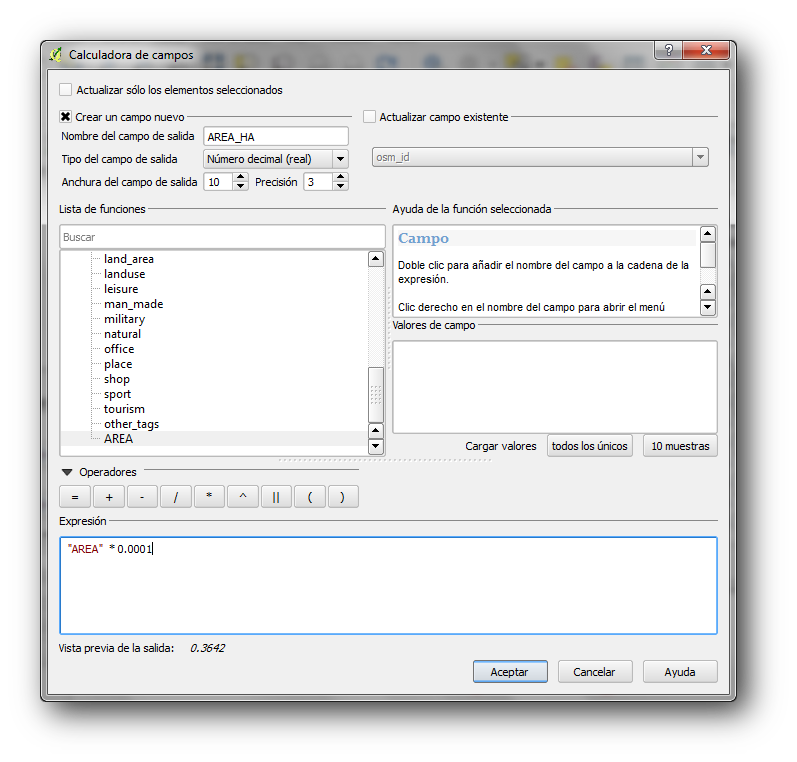 Calculadora de campos
?
Actualizar sólo los elementos seleccionados
Crear un campo nuevo
Actualizar campo existente
Nombre del campo de salida AREA_HA
Tipo del campo de salida Número decimal (real)
osm_id
Anchura del campo de salida 10 Precisión 3
Lista de funciones
Ayuda de la función seleccionada
Buscar
land_area
landuse
leisure
man_made
military
natural
office
place
shop
sport
tourism
other_tags
AREA
Campo
Doble clic para añadir el nombre del campo a la cadena de la
expresión.
Clic derecho en el nombre del campo para abrir el menú
Valores de campo
Cargar valores todos los únicos 10 muestras
Operadores
= + - / * ^ || ( )
Expresión
"AREA" * 0.0001
Vista previa de la salida: 0.3642
Aceptar Cancelar Ayuda